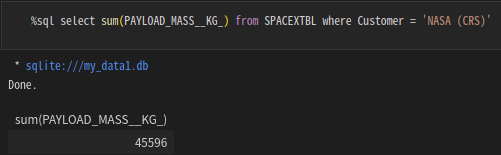 %sql select sum(PAYLOAD_MASS__KG_) from SPACEXTBL where Customer = 'NASA (CRS)'
* sqlite:///my_data1.db
Done.
sum(PAYLOAD_MASS__KG_)
45596